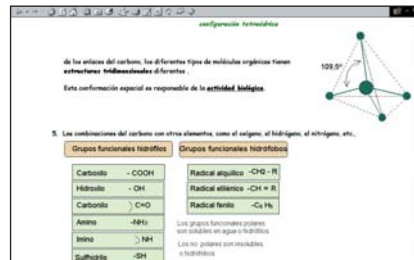 configuración tetraédrica
de los enlaces del carbono, los diferentes tipos de moléculas orgánicas tienen
estructuras tridimensionales diferentes .
109,5º
Esta conformación espacial es responsable de la actividad biológica.
5. Las combinaciones del carbono con otros elementos, como el oxígeno, el hidrógeno, el nitrógeno, etc.,
Grupos funcionales hidrófilos Grupos funcionales hidrófobos
Carboxilo - COOH Radical alquílico -CH2 - R
Hidroxilo - OH Radical etilénico -CH = R
Carbonilo C=O Radical fenilo -C6 H5
Amino -NH2
Los grupos funcionales polares
son solubles en agua o hidrófilos
Imino NH
Los no polares son insolubles
o hidrófobos
Sulfhidrilo -SH